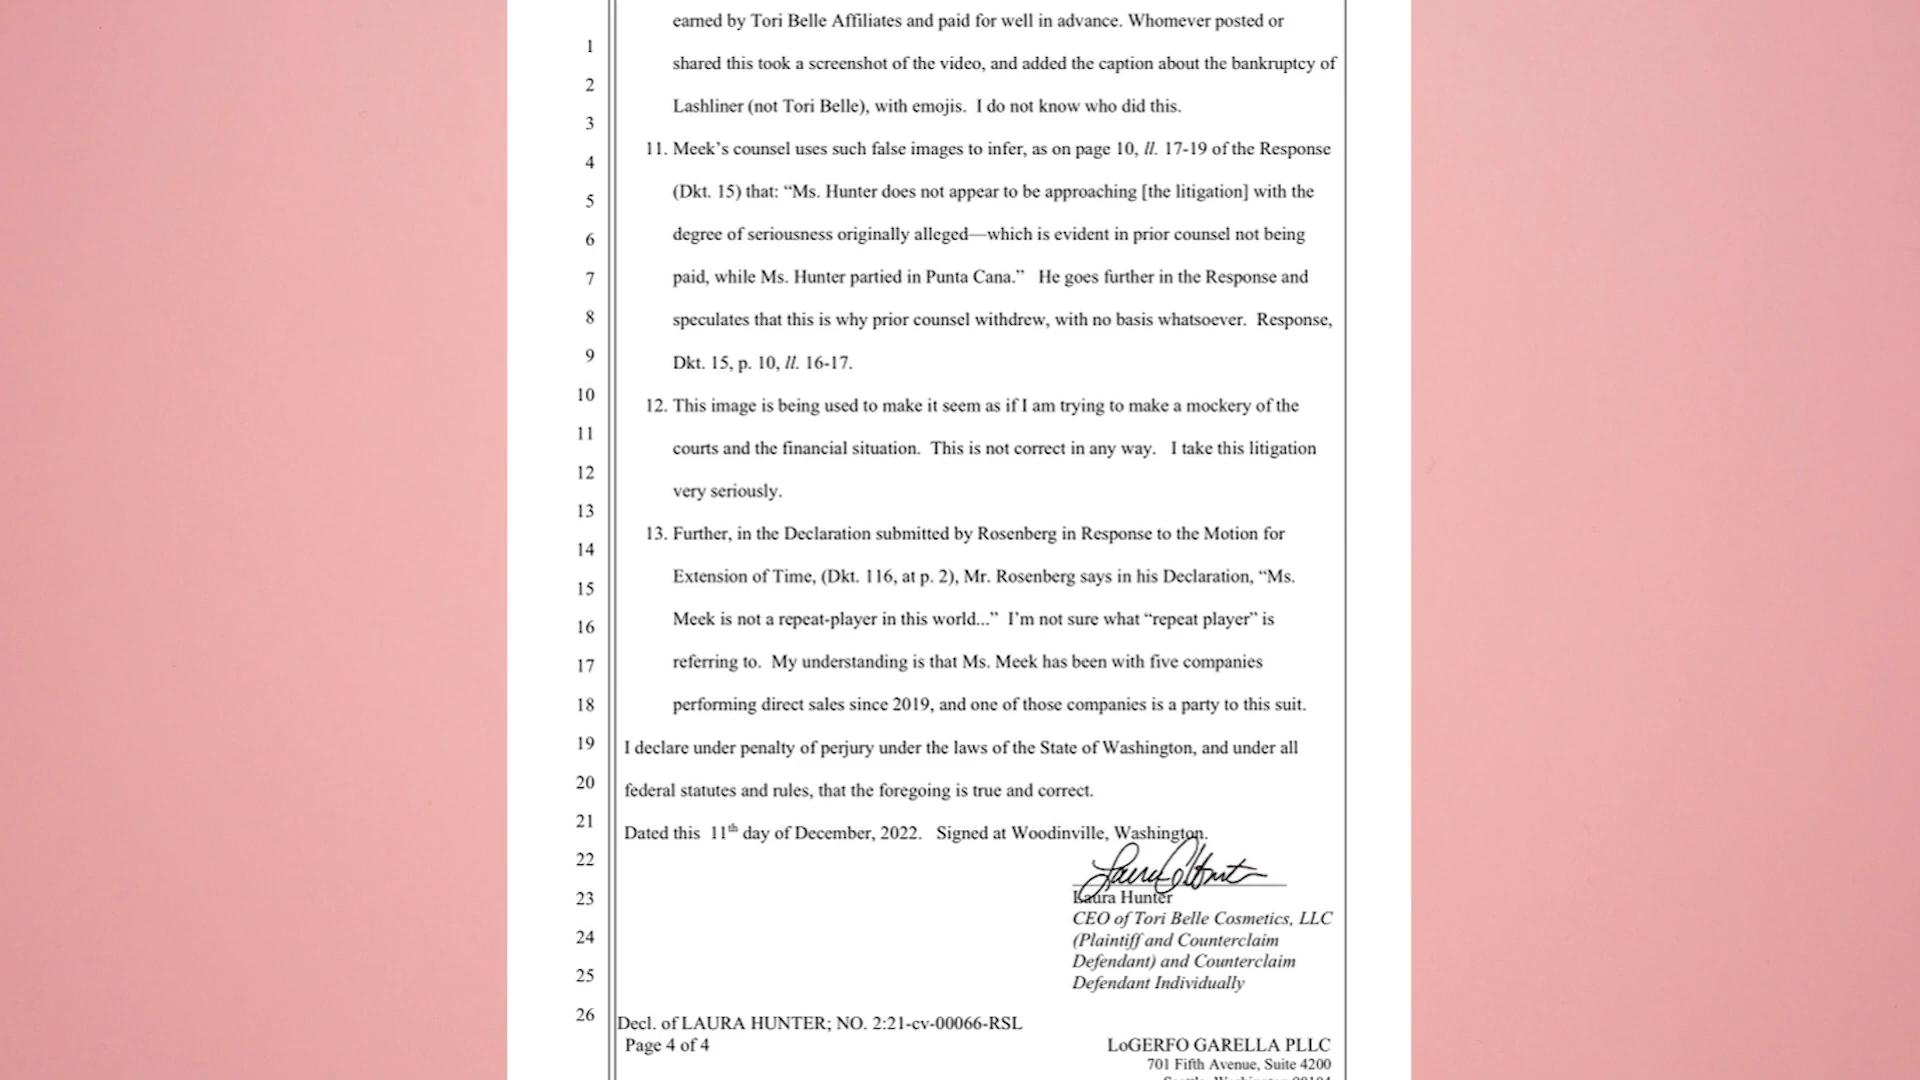 earned by Tori Belle Affiliates and paid for well in advance. Whomever posted or
1
shared this took a screenshot of the video, and added the caption about the bankruptcy of
2
Lashliner (not Tori Belle), with emojis. I do not know who did this.
3
11. Meek’s counsel uses such false images to infer, as on page 10, ll. 17-19 of the Response
4
(Dkt. 15) that: “Ms. Hunter does not appear to be approaching [the litigation] with the
5
degree of seriousness originally alleged—which is evident in prior counsel not being
6
paid, while Ms. Hunter partied in Punta Cana.” He goes further in the Response and
7
speculates that this is why prior counsel withdrew, with no basis whatsoever. Response,
8
Dkt. 15, p. 10, ll. 16-17.
9
10
12. This image is being used to make it seem as if I am trying to make a mockery of the
11
courts and the financial situation. This is not correct in any way. I take this litigation
12
very seriously.
13
13. Further, in the Declaration submitted by Rosenberg in Response to the Motion for
14
Extension of Time, (Dkt. 116, at p. 2), Mr. Rosenberg says in his Declaration, “Ms.
15
Meek is not a repeat-player in this world...” I’m not sure what “repeat player” is
16
referring to. My understanding is that Ms. Meek has been with five companies
17
performing direct sales since 2019, and one of those companies is a party to this suit.
18
19
I declare under penalty of perjury under the laws of the State of Washington, and under all
20
federal statutes and rules, that the foregoing is true and correct.
21
Dated this 11th day of December, 2022. Signed at Woodinville, Washington.
22
Laura Hunter
23
CEO of Tori Belle Cosmetics, LLC
24
(Plaintiff and Counterclaim
Defendant) and Counterclaim
25
Defendant Individually
26
Decl. of LAURA HUNTER; NO. 2:21-cv-00066-RSL
Page 4 of 4
LoGERFO GARELLA PLLC
701 Fifth Avenue, Suite 4200